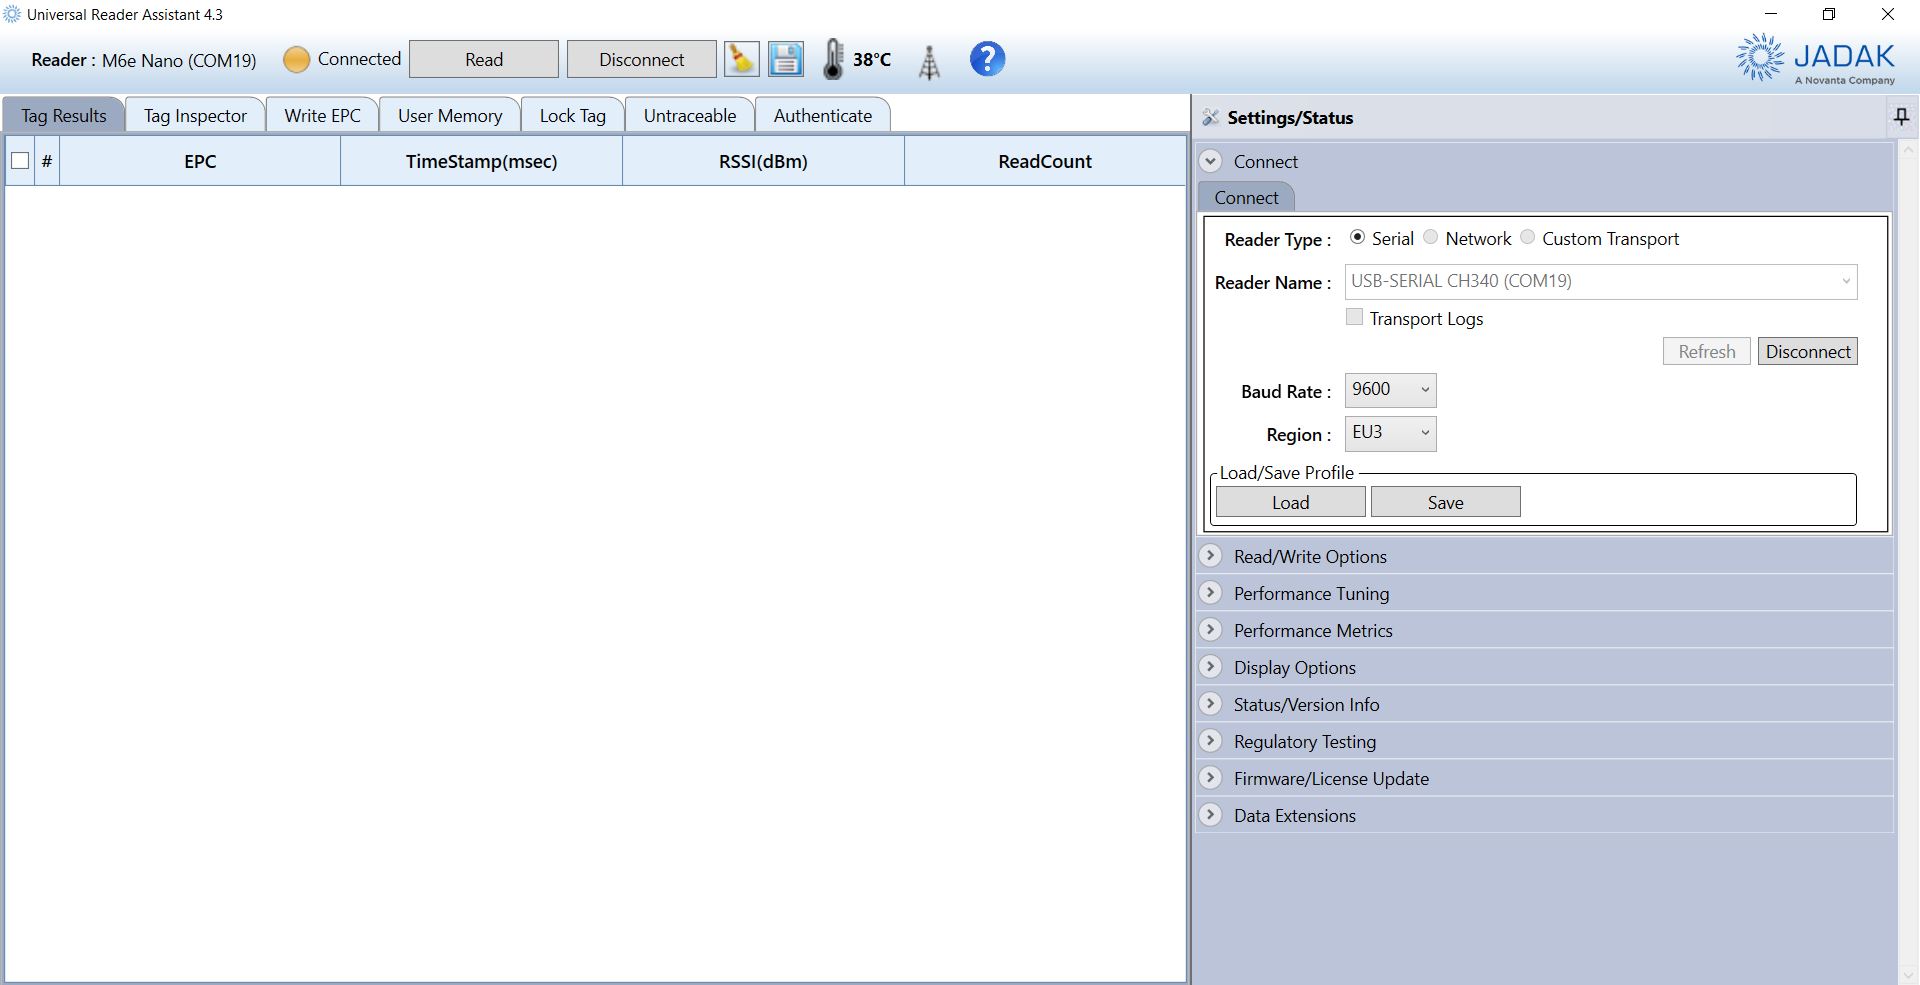 Universal Reader Assistant 4.3
Reader : M6e Nano (COM19) Connected Read Disconnect 38°C ?
JADAK
A Novanta Company
Tag Results Tag Inspector Write EPC User Memory Lock Tag Untraceable Authenticate
# EPC TimeStamp(msec) RSSI(dBm) ReadCount
Settings/Status
Connect
Connect
Reader Type : Serial Network Custom Transport
Reader Name : USB-SERIAL CH340 (COM19)
Transport Logs
Refresh Disconnect
Baud Rate : 9600
Region : EU3
Load/Save Profile
Load Save
Read/Write Options
Performance Tuning
Performance Metrics
Display Options
Status/Version Info
Regulatory Testing
Firmware/License Update
Data Extensions